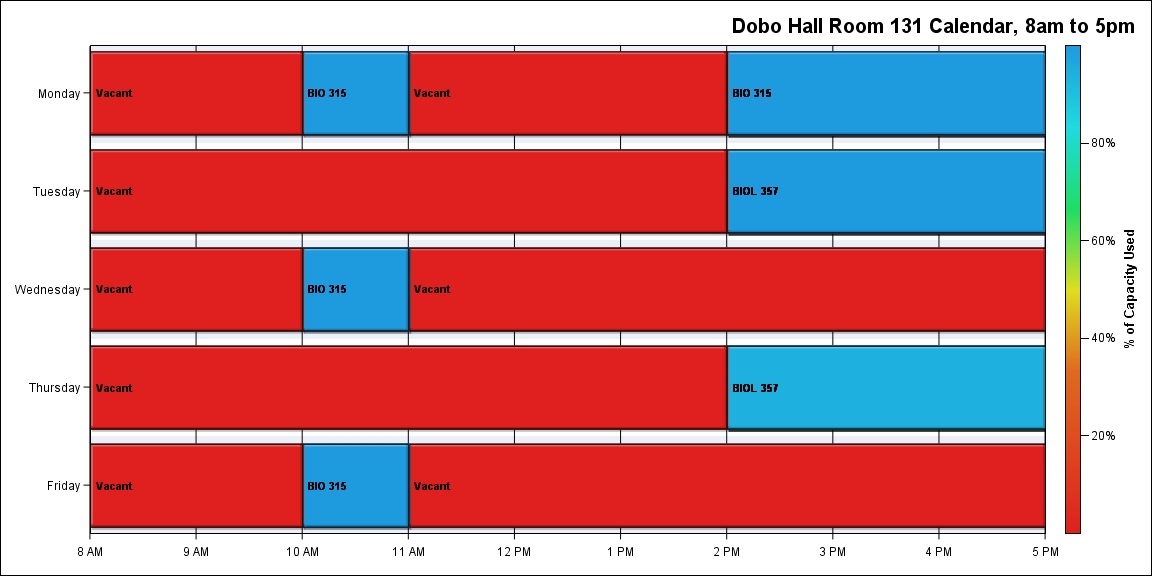 Dobo Hall Room 131 Calendar, 8am to 5pm
Monday
Vacant
BIO 315
Vacant
BIO 315
Tuesday
Vacant
BIOL 357
Wednesday
Vacant
BIO 315
Vacant
Thursday
Vacant
BIOL 357
Friday
Vacant
BIO 315
Vacant
8 AM
9 AM
10 AM
11 AM
12 PM
1 PM
2 PM
3 PM
4 PM
5 PM
80%
60%
40%
20%
% of Capacity Used